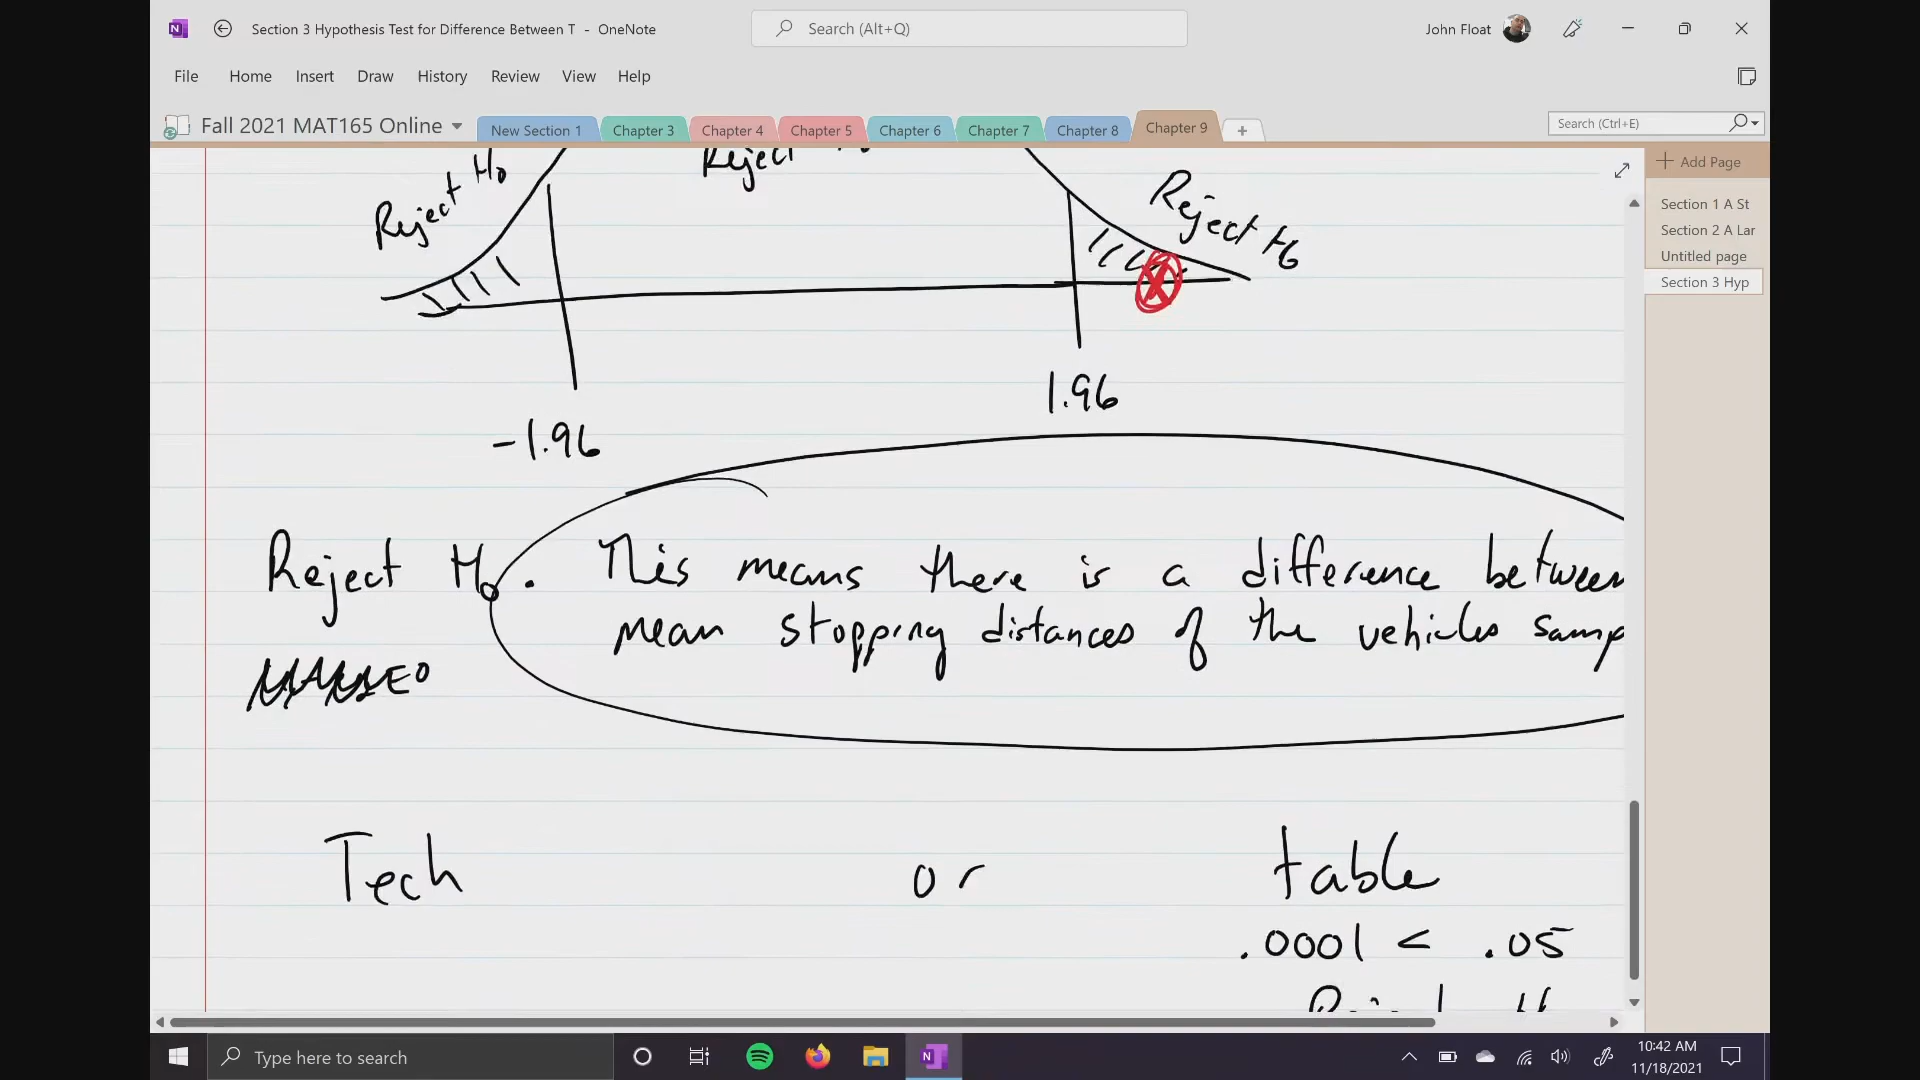 Section 3 Hypothesis Test for Difference Between T - OneNote
Search (Alt+Q)
John Float
File Home Insert Draw History Review View Help
Fall 2021 MAT165 Online
New Section 1 Chapter 3 Chapter 4 Chapter 5 Chapter 6 Chapter 7 Chapter 8 Chapter 9 +
Search (Ctrl+E)
Add Page
Section 1 A St
Section 2 A Lar
Untitled page
Section 3 Hyp
Reject H0
Reject
Reject H0
X
1.96
-1.96
Reject H0. This means there is a difference between
mean stopping distances of the vehicles samp
Tech or table
.0001 < .05
Type here to search
10:42 AM
11/18/2021